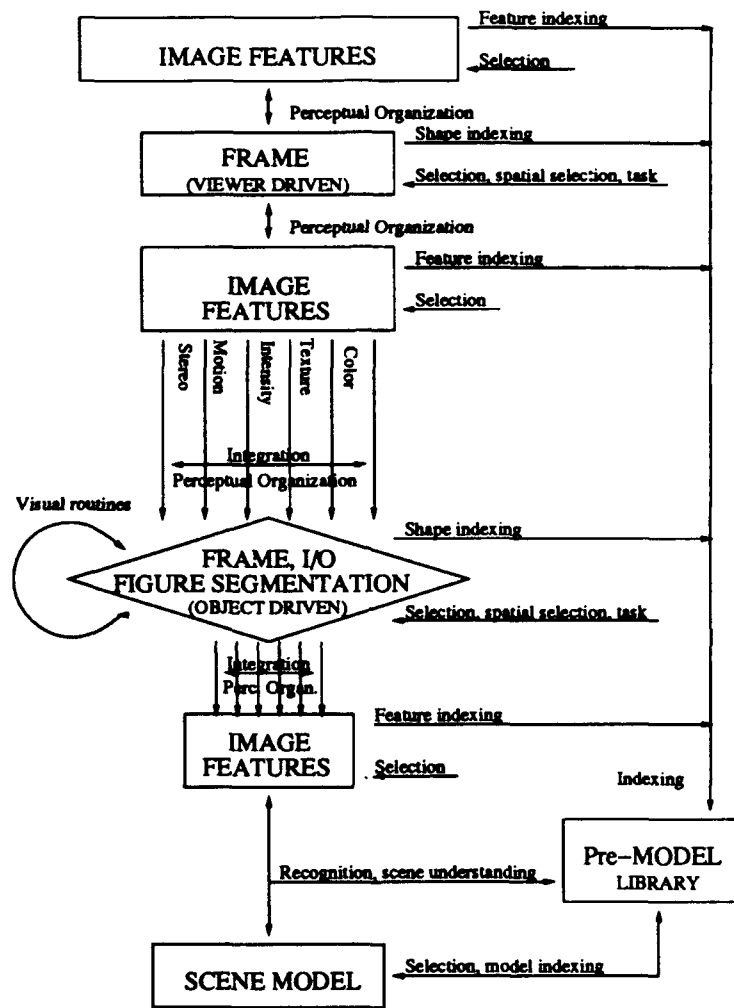 Feature indexing
IMAGE FEATURES
Selection
Perceptual Organization
Shape indexing
FRAME
(VIEWER DRIVEN)
Selection, spatial selection, task
Perceptual Organization
Feature indexing
IMAGE
FEATURES
Selection
Stereo
Motion
Intensity
Texture
Color
Integration
Perceptual Organization
Visual routines
Shape indexing
FRAME, I/O
FIGURE SEGMENTATION
(OBJECT DRIVEN)
Selection, spatial selection, task
Integration
Perc. Organ.
Feature indexing
IMAGE
FEATURES
Selection
Indexing
Pre-MODEL
LIBRARY
Recognition, scene understanding
SCENE MODEL
Selection, model indexing